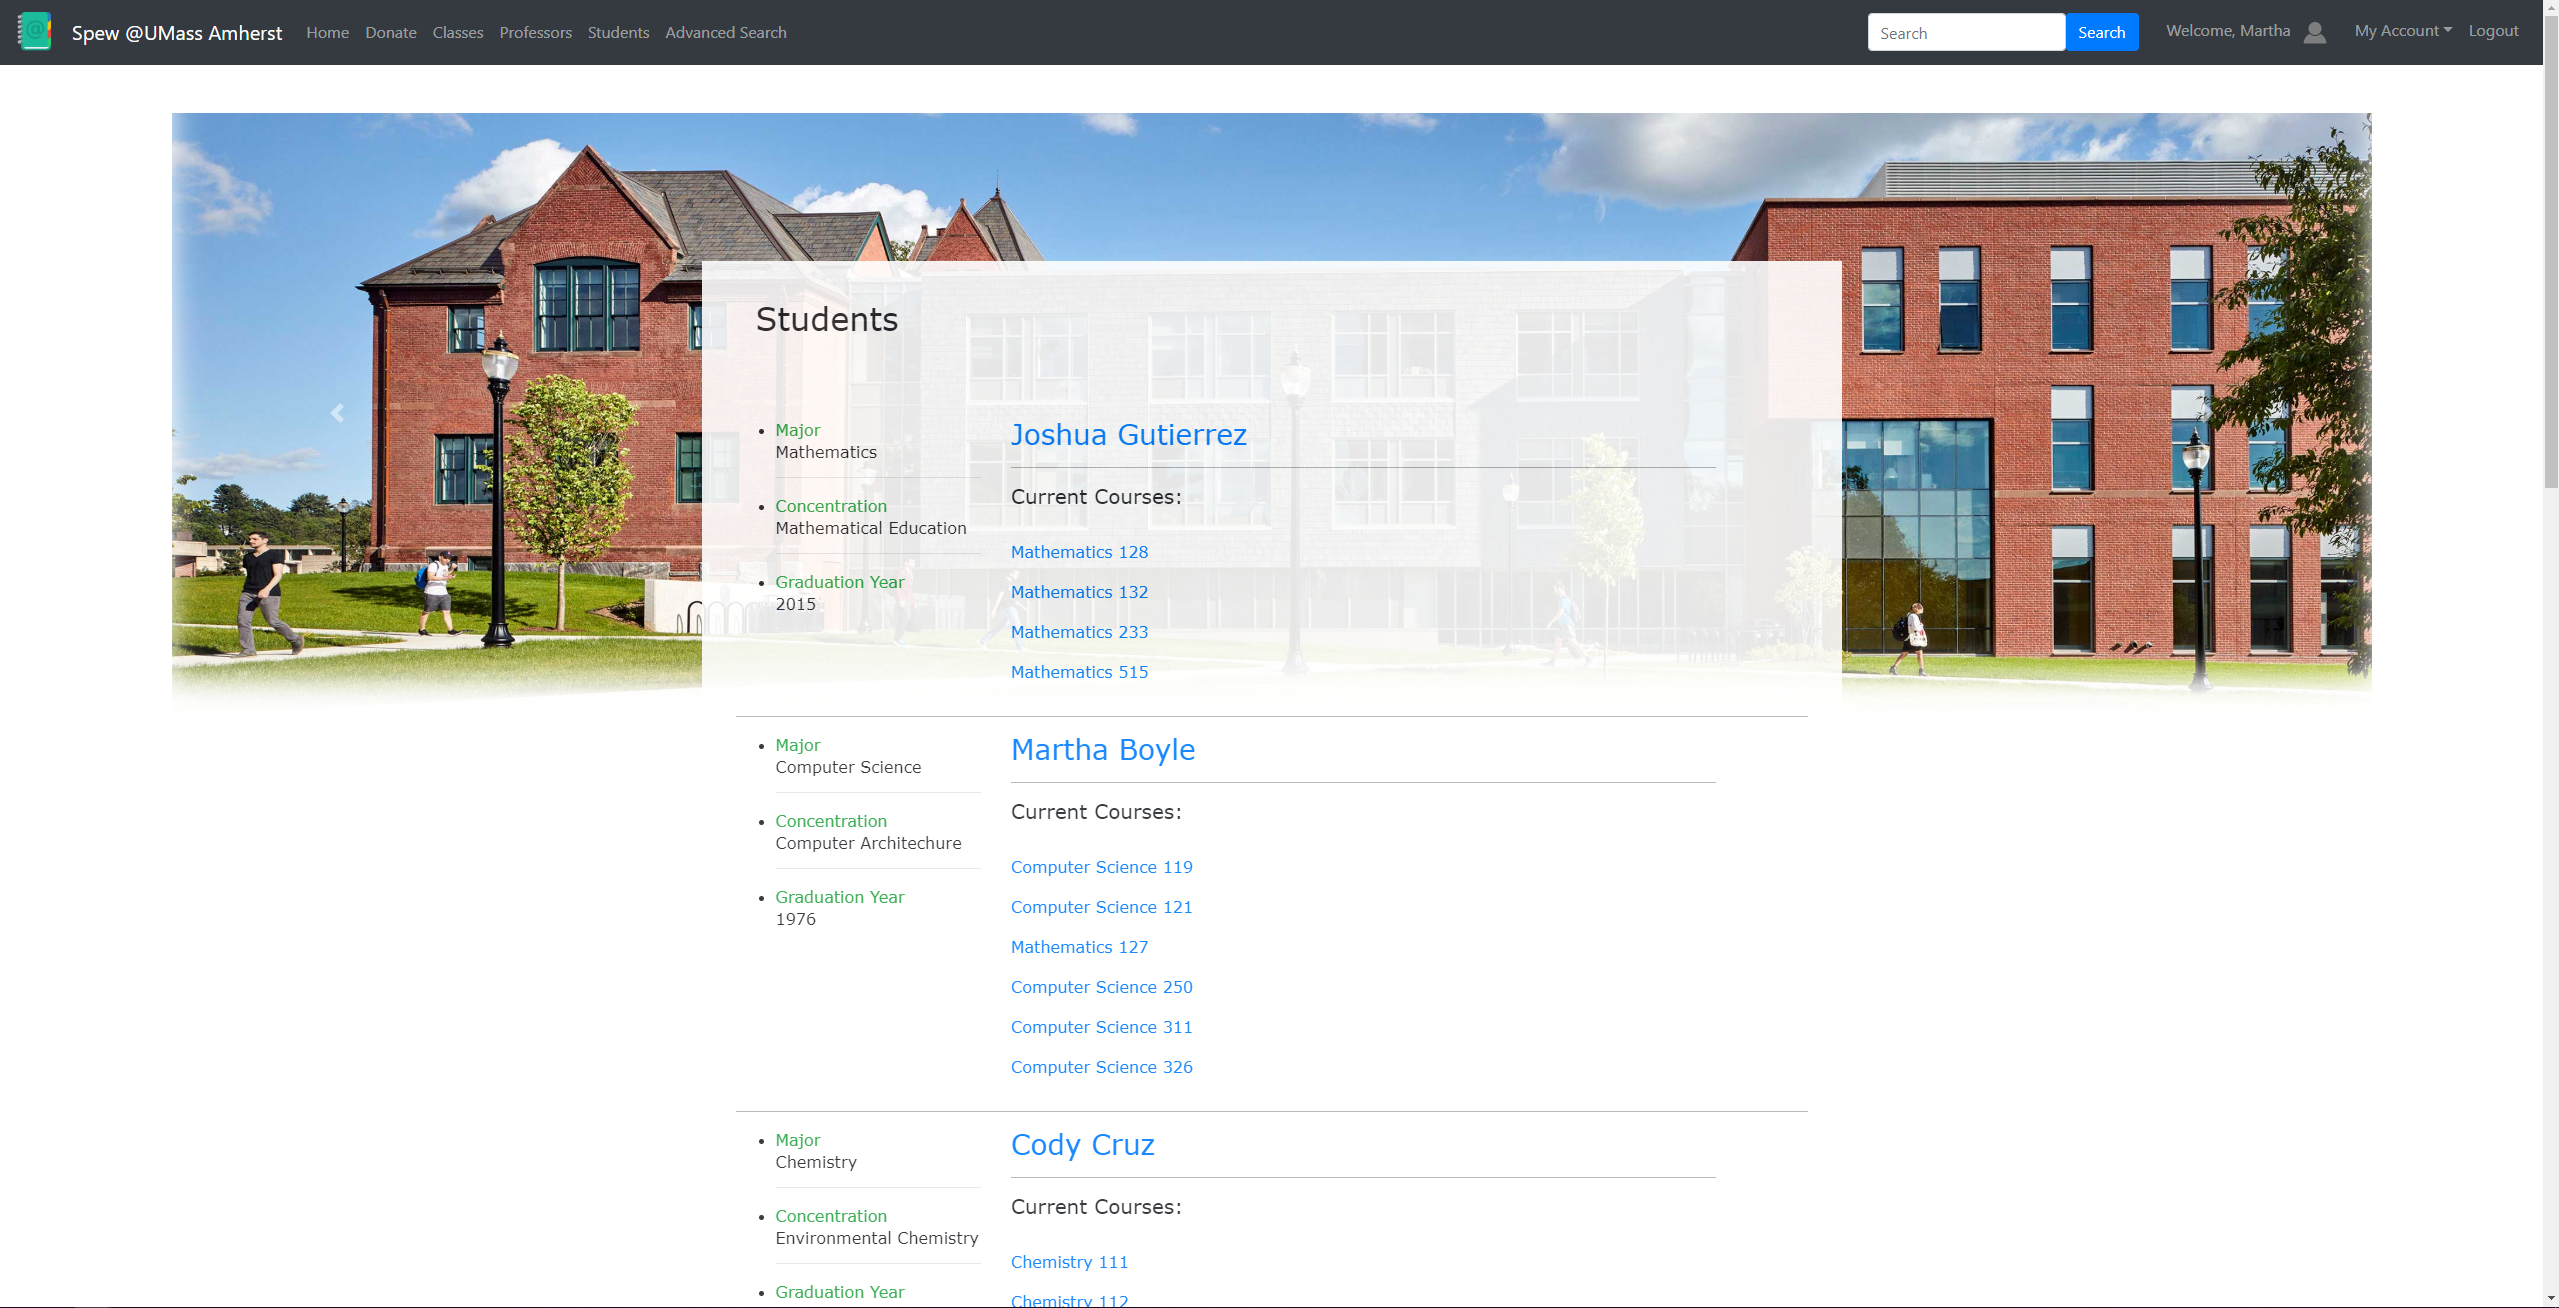 Spew @UMass Amherst Home Donate Classes Professors Students Advanced Search Search Search Welcome, Martha My Account Logout
Students
Major
Mathematics
Concentration
Mathematical Education
Graduation Year
2015
Joshua Gutierrez
Current Courses:
Mathematics 128
Mathematics 132
Mathematics 233
Mathematics 515
Major
Computer Science
Concentration
Computer Architechure
Graduation Year
1976
Martha Boyle
Current Courses:
Computer Science 119
Computer Science 121
Mathematics 127
Computer Science 250
Computer Science 311
Computer Science 326
Major
Chemistry
Concentration
Environmental Chemistry
Graduation Year
Cody Cruz
Current Courses:
Chemistry 111
Chemistry 112